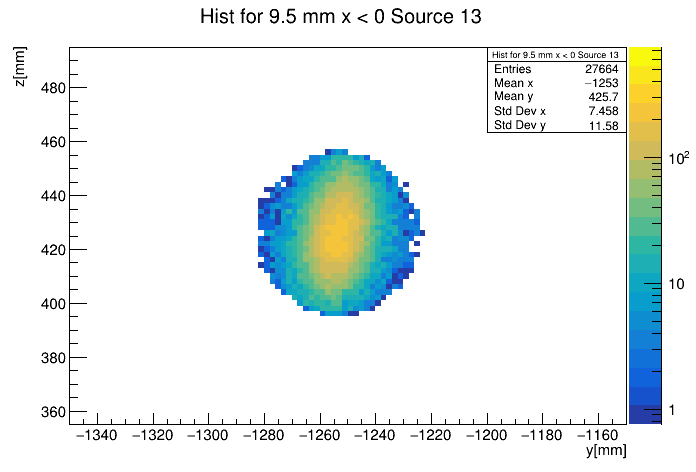 Hist for 9.5 mm x < 0 Source 13
z[mm]
Hist for 9.5 mm x < 0 Source 13
Entries 27664
Mean x −1253
Mean y 425.7
Std Dev x 7.458
Std Dev y 11.58
480
460
440
420
400
380
360
10²
10
1
−1340 −1320 −1300 −1280 −1260 −1240 −1220 −1200 −1180 −1160
y[mm]